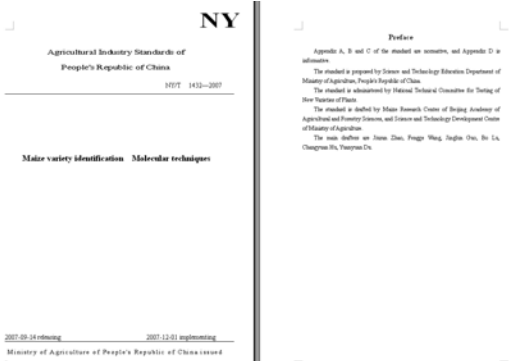 NY
Agricultural Industry Standards of
People's Republic of China
NY/T 1432—2007
Maize variety identification Molecular techniques
2007-09-14 releasing 2007-12-01 implementing
Ministry of Agriculture of People's Republic of China issued
Preface
Appendix A, B and C of the standard are normative, and Appendix D is
informative.
The standard is proposed by Science and Technology Education Department of
Ministry of Agriculture, People's Republic of China.
The standard is administered by National Technical Committee for Testing of
New Varieties of Plants.
The standard is drafted by Maize Research Center of Beijing Academy of
Agricultural and Forestry Sciences, and Science and Technology Development Center
of Ministry of Agriculture.
The main drafters are Jiuran Zhao, Fengge Wang, Jinglun Guo, Bo Lu,